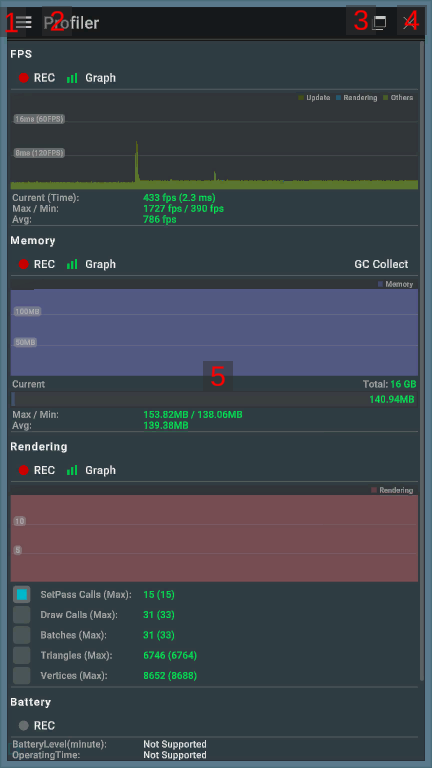 1 2 Profiler 3 4
FPS
REC Graph
Update Rendering Others
16ms (60FPS)
8ms (120FPS)
Current (Time): 433 fps (2.3 ms)
Max / Min: 1727 fps / 390 fps
Avg: 786 fps
Memory
REC Graph GC Collect
Memory
100MB
50MB
5
Current Total: 16 GB
140.94MB
Max / Min: 153.82MB / 138.06MB
Avg: 139.38MB
Rendering
REC Graph
Rendering
10
5
SetPass Calls (Max): 15 (15)
Draw Calls (Max): 31 (33)
Batches (Max): 31 (33)
Triangles (Max): 6746 (6764)
Vertices (Max): 8652 (8688)
Battery
REC
BatteryLevel(minute): Not Supported
OperatingTime: Not Supported